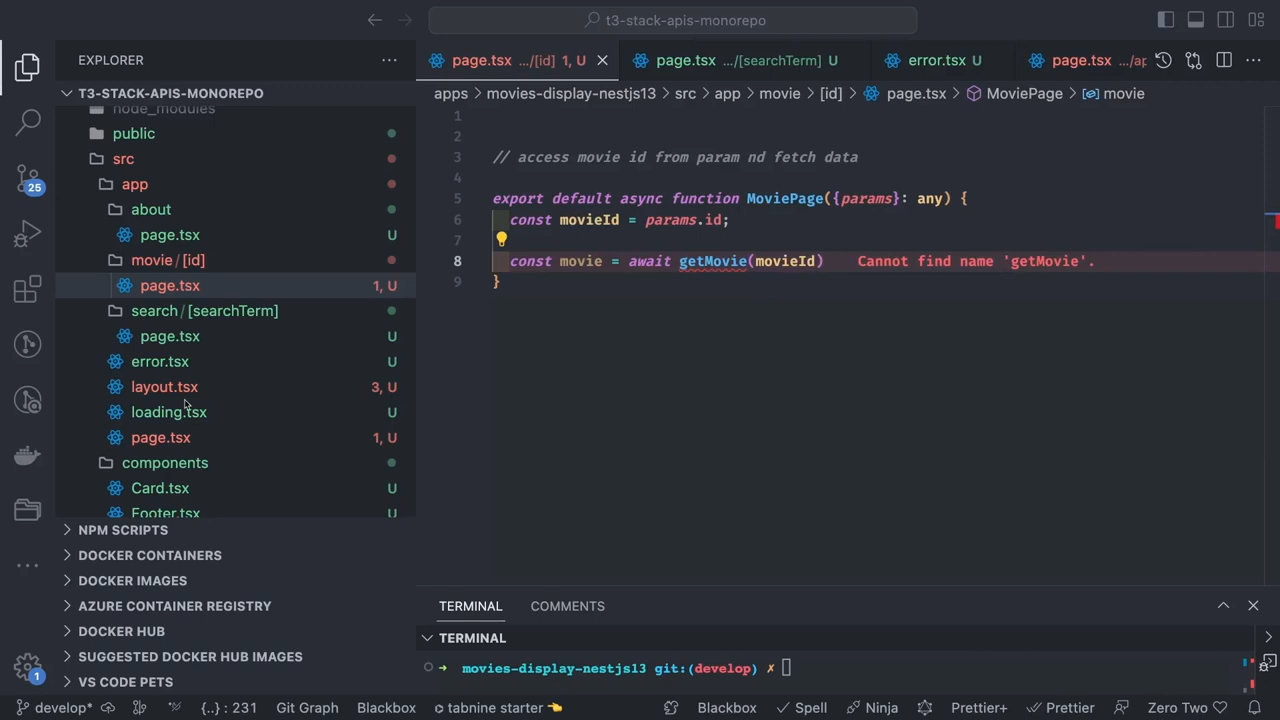 t3-stack-apis-monorepo
EXPLORER
T3-STACK-APIS-MONOREPO
node_modules
public
src
app
about
page.tsx U
movie / [id]
page.tsx 1, U
search / [searchTerm]
page.tsx U
error.tsx U
layout.tsx 3, U
loading.tsx U
page.tsx 1, U
components
Card.tsx U
Footer.tsx U
NPM SCRIPTS
DOCKER CONTAINERS
DOCKER IMAGES
AZURE CONTAINER REGISTRY
DOCKER HUB
SUGGESTED DOCKER HUB IMAGES
VS CODE PETS
25
1
page.tsx .../[id] 1, U
page.tsx .../[searchTerm] U
error.tsx U
page.tsx .../ap
apps > movies-display-nestjs13 > src > app > movie > [id] > page.tsx > MoviePage > movie
1
2
3 // access movie id from param nd fetch data
4
5 export default async function MoviePage({params}: any) {
6 const movieId = params.id;
7
8 const movie = await getMovie(movieId) Cannot find name 'getMovie'.
9 }
TERMINAL COMMENTS
TERMINAL
movies-display-nestjs13 git:(develop) ✗
develop* {..} : 231 Git Graph Blackbox tabnine starter 👈 Blackbox Spell Ninja Prettier+ Prettier Zero Two